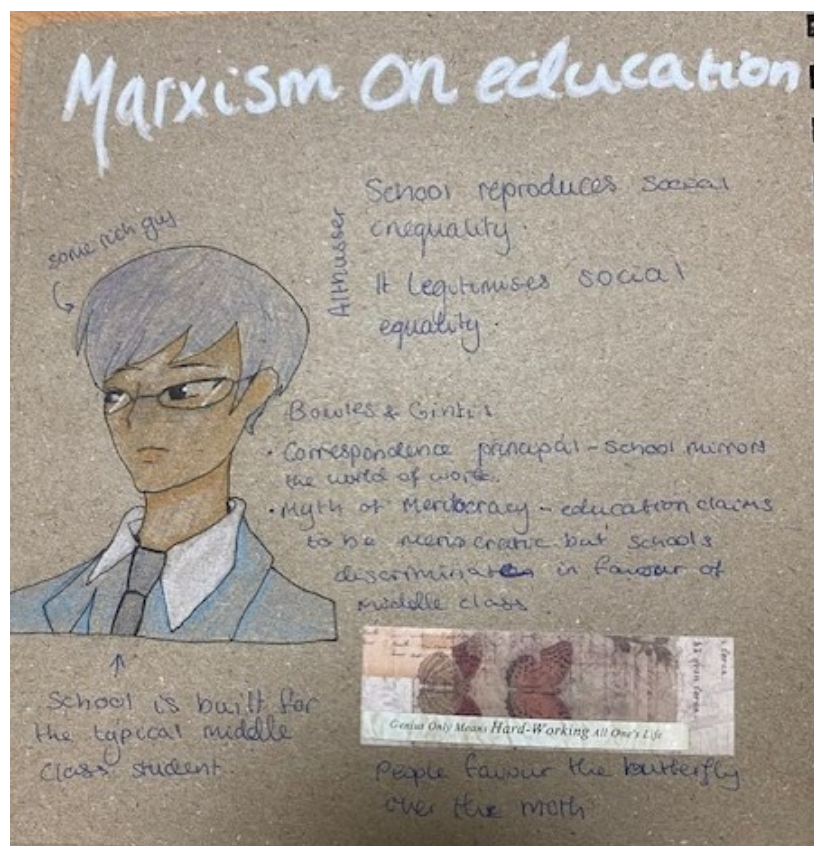 Marxism on education
some rich guy
Althusser
School reproduces social
inequality.
It legitimises social
equality.
Bowles & Gintis
• Correspondence principal - School mirrors
the world of work.
• Myth of Meritocracy - education claims
to be meritocratic but schools
discriminates in favour of
middle class.
School is built for
the typical middle
class student.
Genius Only Means Hard-Working All One's Life
People favour the butterfly
over the moth